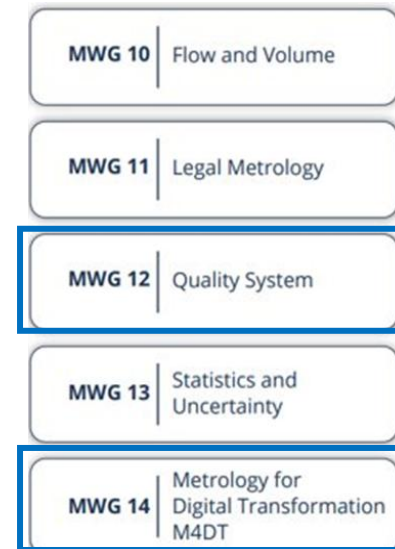 MWG 10 Flow and Volume
MWG 11 Legal Metrology
MWG 12 Quality System
MWG 13 Statistics and
Uncertainty
MWG 14 Metrology for
Digital Transformation
M4DT